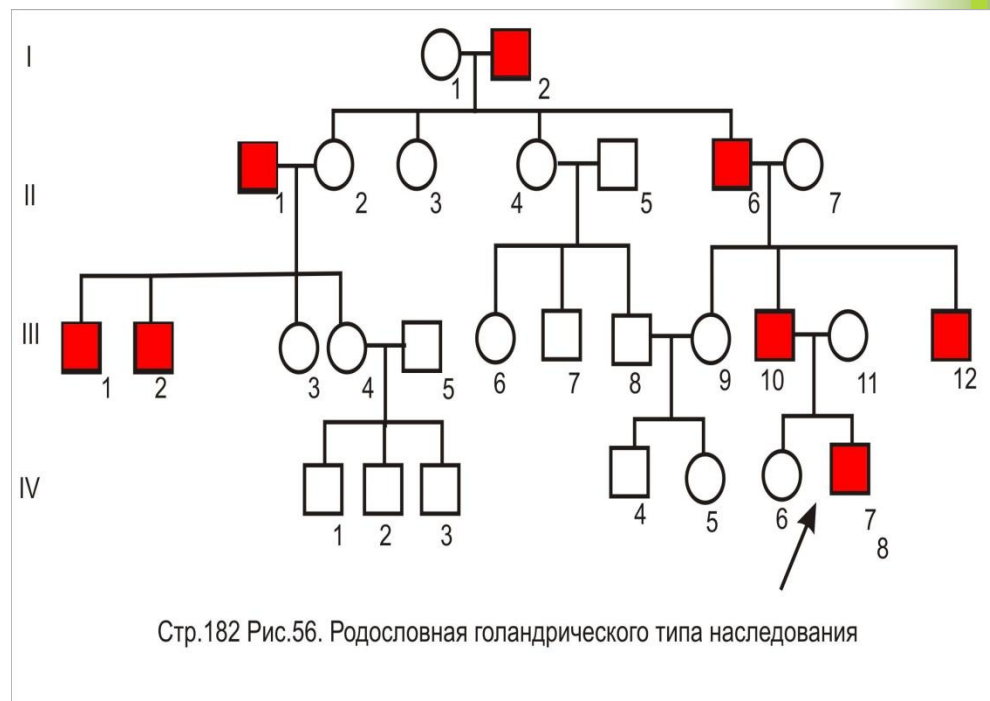 I
1 2
II
1 2 3 4 5 6 7
III
1 2 3 4 5 6 7 8 9 10 11 12
IV
1 2 3 4 5 6 7
8
Стр.182 Рис.56. Родословная голандрического типа наследования